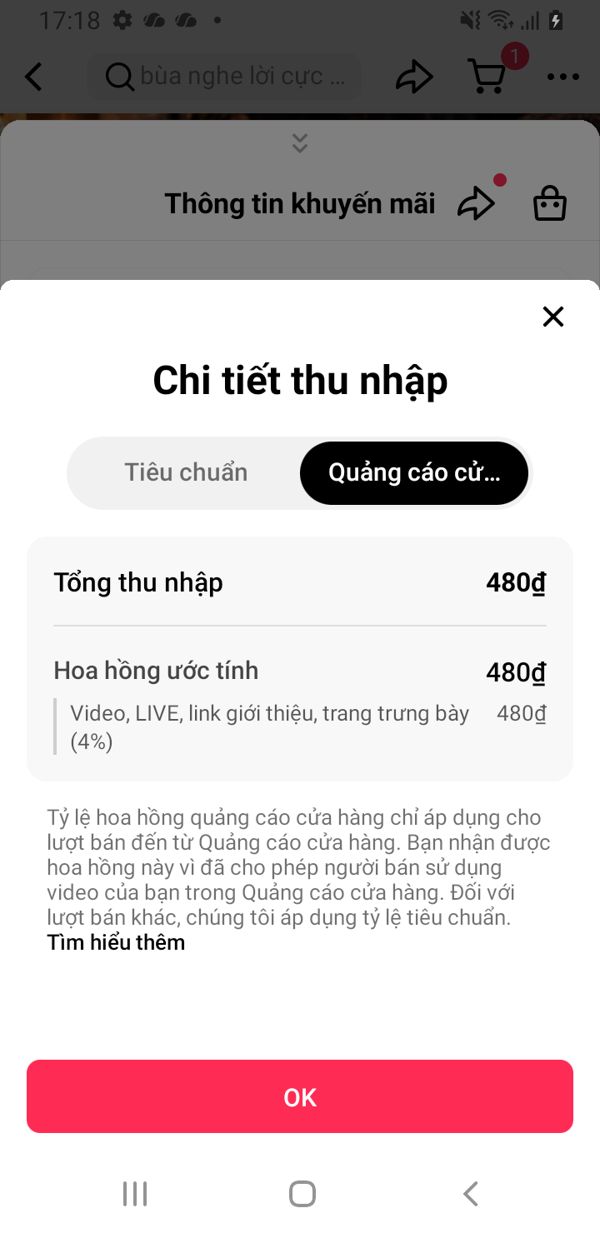 17:18
bùa nghe lời cực ...
1
Thông tin khuyến mãi
Chi tiết thu nhập
Tiêu chuẩn
Quảng cáo cử...
Tổng thu nhập 480₫
Hoa hồng ước tính 480₫
Video, LIVE, link giới thiệu, trang trưng bày 480₫
(4%)
Tỷ lệ hoa hồng quảng cáo cửa hàng chỉ áp dụng cho
lượt bán đến từ Quảng cáo cửa hàng. Bạn nhận được
hoa hồng này vì đã cho phép người bán sử dụng
video của bạn trong Quảng cáo cửa hàng. Đối với
lượt bán khác, chúng tôi áp dụng tỷ lệ tiêu chuẩn.
Tìm hiểu thêm
OK